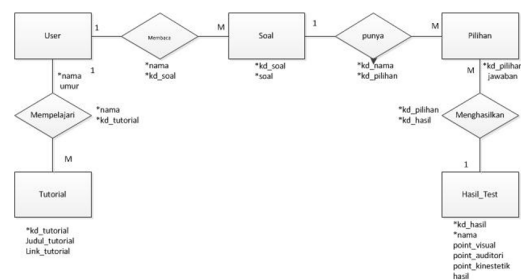 User
1
Membaca
M
Soal
1
punya
M
Pilihan
*nama
umur
1
*nama
*kd_soal
*kd_soal
*soal
*kd_nama
*kd_pilihan
M
*kd_pilihan
jawaban
Mempelajari
*nama
*kd_tutorial
*kd_pilihan
*kd_hasil
Menghasilkan
M
1
Tutorial
Hasil_Test
*kd_tutorial
Judul_tutorial
Link_tutorial
*kd_hasil
*nama
point_visual
point_auditori
point_kinestetik
hasil